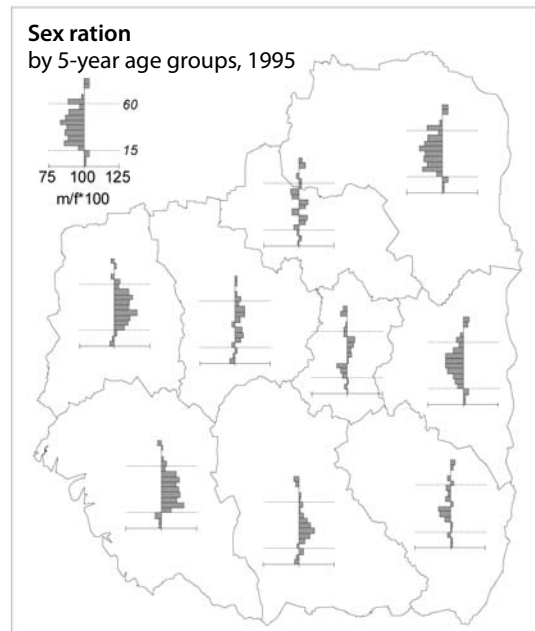 Sex ration
by 5-year age groups, 1995
60
15
75 100 125
m/f*100